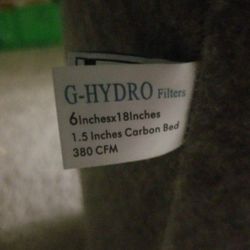 G-HYDRO Filters
6Inchesx18Inches
1.5 Inches Carbon Bed
380 CFM